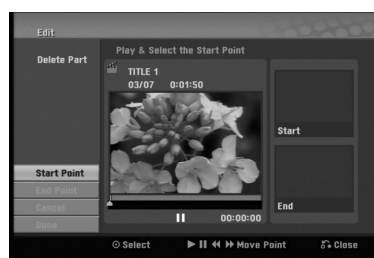 Edit
Delete Part
Play & Select the Start Point
TITLE 1
03/07 0:01:50
Start
Start Point
End Point
End
Cancel
00:00:00
Done
Select Move Point Close